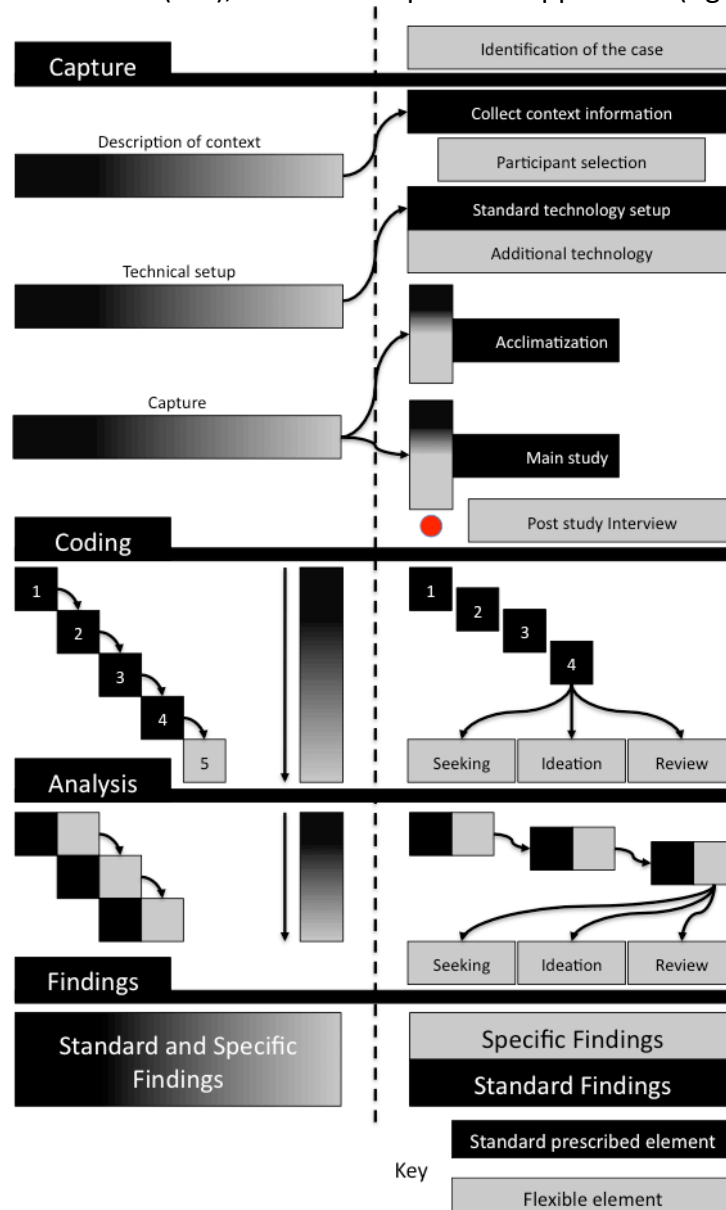 Identification of the case
Capture
Collect context information
Description of context
Participant selection
Standard technology setup
Additional technology
Technical setup
Acclimatization
Capture
Main study
Post study Interview
Coding
1
2
3
4
5
1
2
3
4
Seeking Ideation Review
Analysis
Seeking Ideation Review
Findings
Standard and Specific
Findings
Specific Findings
Standard Findings
Standard prescribed element
Key
Flexible element